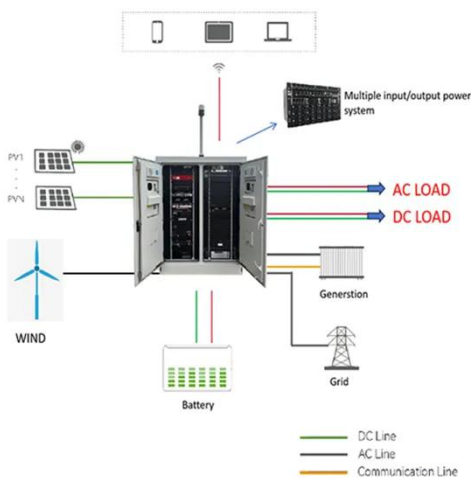 Multiple input/output power
system
PV1
PVN
AC LOAD
DC LOAD
WIND
Generstion
Grid
Battery
DC Line
AC Line
Communication Line